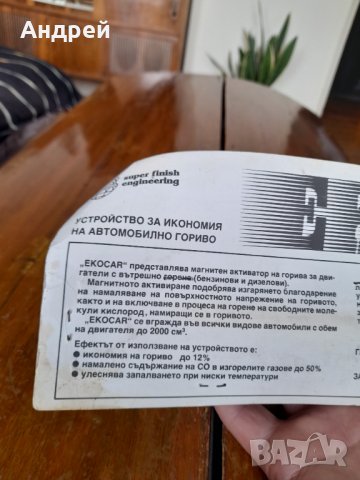 Андрей
super finish
engineering
УСТРОЙСТВО ЗА ИКОНОМИЯ
НА АВТОМОБИЛНО ГОРИВО
„EKOCAR" представлява магнитен активатор на горива за дви-
гатели с вътрешно горене (бензинови и дизелови).
Магнитното активиране подобрява изгарянето благодарение
на намаляване на повърхностното напрежение на горивото,
както и на включване в процеса на горене на свободните моле-
кули кислород, намиращи се в горивото.
„EKOCAR" се вгражда във всички видове автомобили с обем
на двигателя до 2000 см³.
Ефектът от използване на устройството е:
● икономия на гориво до 12%
● намалено съдържание на CO в изгорелите газове до 50%
● улеснява запалването при ниски температури
bazar